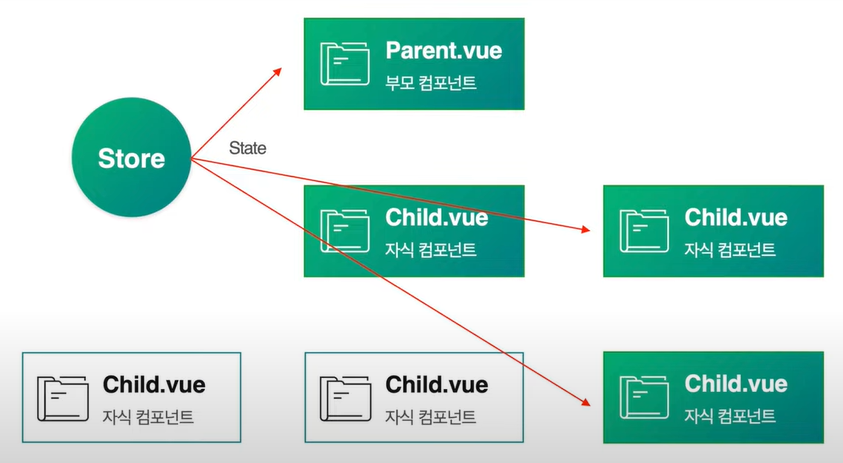 Parent.vue
부모 컴포넌트
Store
State
Child.vue
자식 컴포넌트
Child.vue
자식 컴포넌트
Child.vue
자식 컴포넌트
Child.vue
자식 컴포넌트
Child.vue
자식 컴포넌트